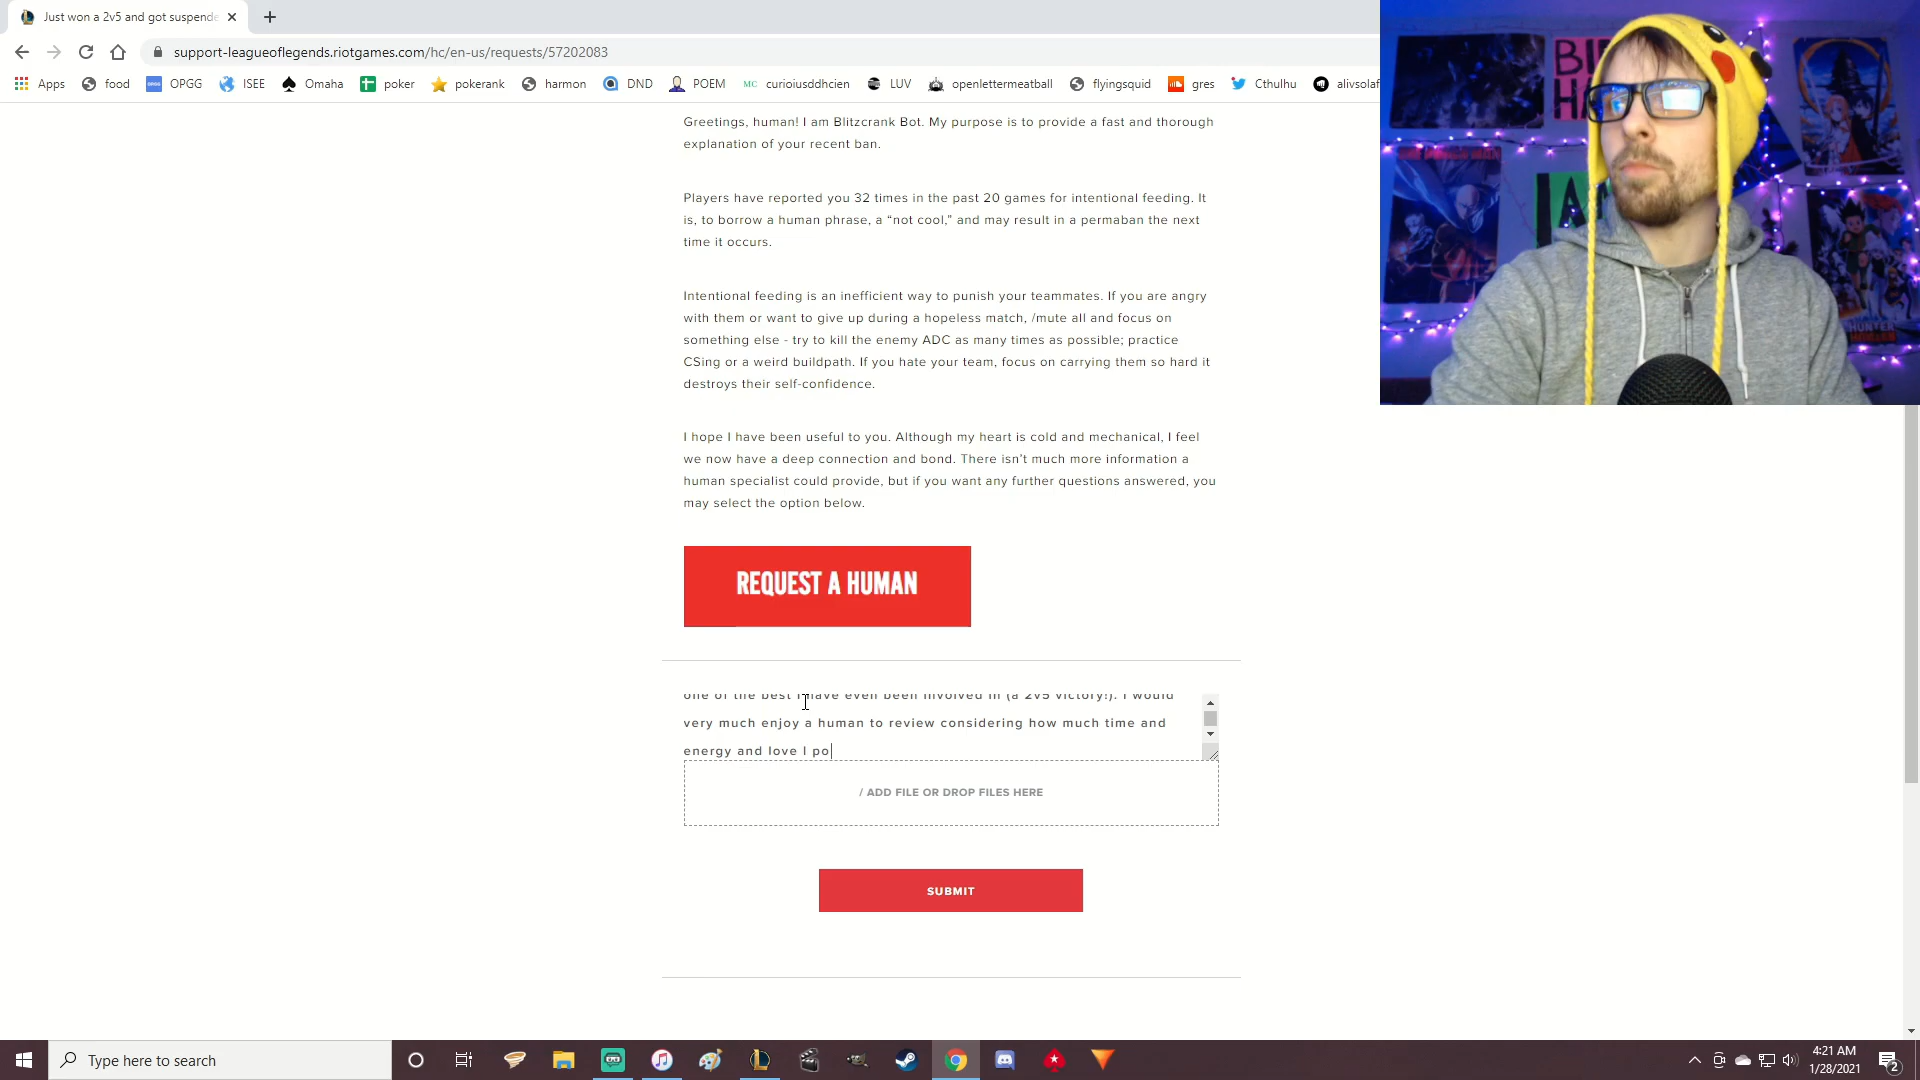 Just won a 2v5 and got suspende
support-leagueoflegends.riotgames.com/hc/en-us/requests/57202083
Apps food OPGG ISEE Omaha poker pokerank harmon DND POEM MC curioiusddhcien LUV openlettermeatball flyingsquid gres Cthulhu alivsolaf
Greetings, human! I am Blitzcrank Bot. My purpose is to provide a fast and thorough
explanation of your recent ban.
Players have reported you 32 times in the past 20 games for intentional feeding. It
is, to borrow a human phrase, a “not cool,” and may result in a permaban the next
time it occurs.
Intentional feeding is an inefficient way to punish your teammates. If you are angry
with them or want to give up during a hopeless match, /mute all and focus on
something else - try to kill the enemy ADC as many times as possible; practice
CSing or a weird buildpath. If you hate your team, focus on carrying them so hard it
destroys their self-confidence.
I hope I have been useful to you. Although my heart is cold and mechanical, I feel
we now have a deep connection and bond. There isn’t much more information a
human specialist could provide, but if you want any further questions answered, you
may select the option below.
REQUEST A HUMAN
one of the best I have even been involved in (a 2v5 victory!). I would
very much enjoy a human to review considering how much time and
energy and love I po
/ ADD FILE OR DROP FILES HERE
SUBMIT
Type here to search
4:21 AM
1/28/2021
2